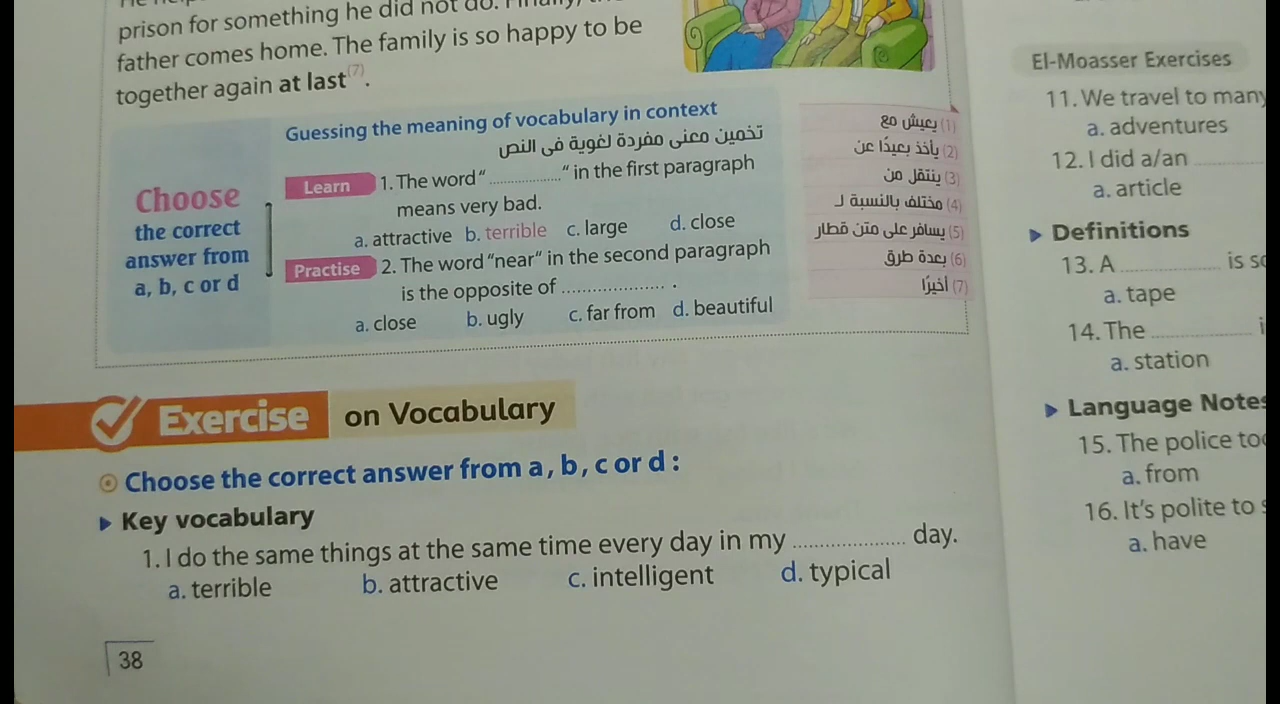 prison for something he did not do. Finally,
father comes home. The family is so happy to be
together again at last(7).
Guessing the meaning of vocabulary in context
تخمين معنى مفردة لغوية فى النص
Choose
the correct
answer from
a, b, c or d
Learn 1. The word “ .................. “ in the first paragraph
means very bad.
a. attractive b. terrible c. large d. close
Practise 2. The word “near“ in the second paragraph
is the opposite of .................... .
a. close b. ugly c. far from d. beautiful
(1) يعيش مع
(2) يأخذ بعيدًا عن
(3) ينتقل من
(4) مختلف بالنسبة لـ
(5) يسافر على متن قطار
(6) بعدة طرق
(7) أخيرًا
Exercise on Vocabulary
Choose the correct answer from a, b, c or d :
Key vocabulary
1. I do the same things at the same time every day in my .................... day.
a. terrible b. attractive c. intelligent d. typical
38
El-Moasser Exercises
11. We travel to many
a. adventures
12. I did a/an ............
a. article
Definitions
13. A .................. is
a. tape
14. The ..................
a. station
Language Notes
15. The police
a. from
16. It's polite to
a. have